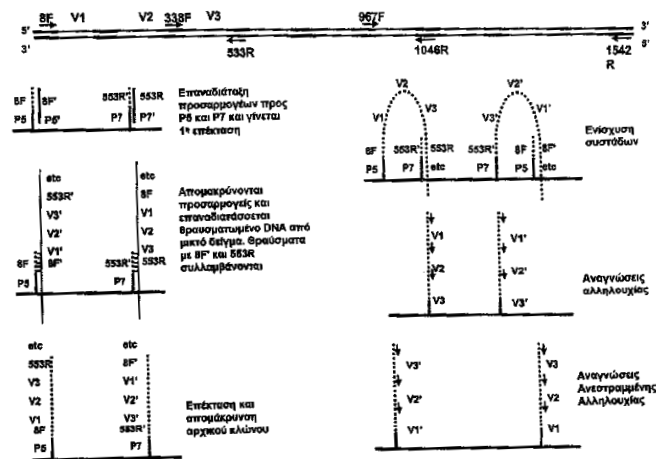 8F V1 V2 338F V3 967F
5' 3'
3' 5'
533R 1046R 1542
R
8F 8F' 553R' 553R
P5 P5' P7 P7'
Επαναδιάταξη
προσαρμογέων προς
P5 και P7 και γίνεται
1η επέκταση
etc
553R'
V3'
V2'
V1'
8F 8F'
P5
etc
8F
V1
V2
V3
553R' 553R
P7
Απομακρύνονται
προσαρμογείς και
επαναδιατάσσεται
θραυσματωμένο DNA από
μικτό δείγμα. Θραύσματα
με 8F' και 553R
συλλαμβάνονται
etc
553R
V3
V2
V1
8F
P5
etc
8F'
V1'
V2'
V3'
553R'
P7
Επέκταση και
απομάκρυνση
αρχικού κλώνου
V2 V2'
V1 V3 V3' V1'
8F 553R' 553R 553R' 8F 8F'
P5 P7 etc P7 P5 etc
Ενίσχυση
συστάδων
V1 V1'
V2 V2'
V3 V3'
Αναγνώσεις
αλληλουχίας
V3' V3
V2' V2
V1' V1
Αναγνώσεις
Ανεστραμμένης
Αλληλουχίας